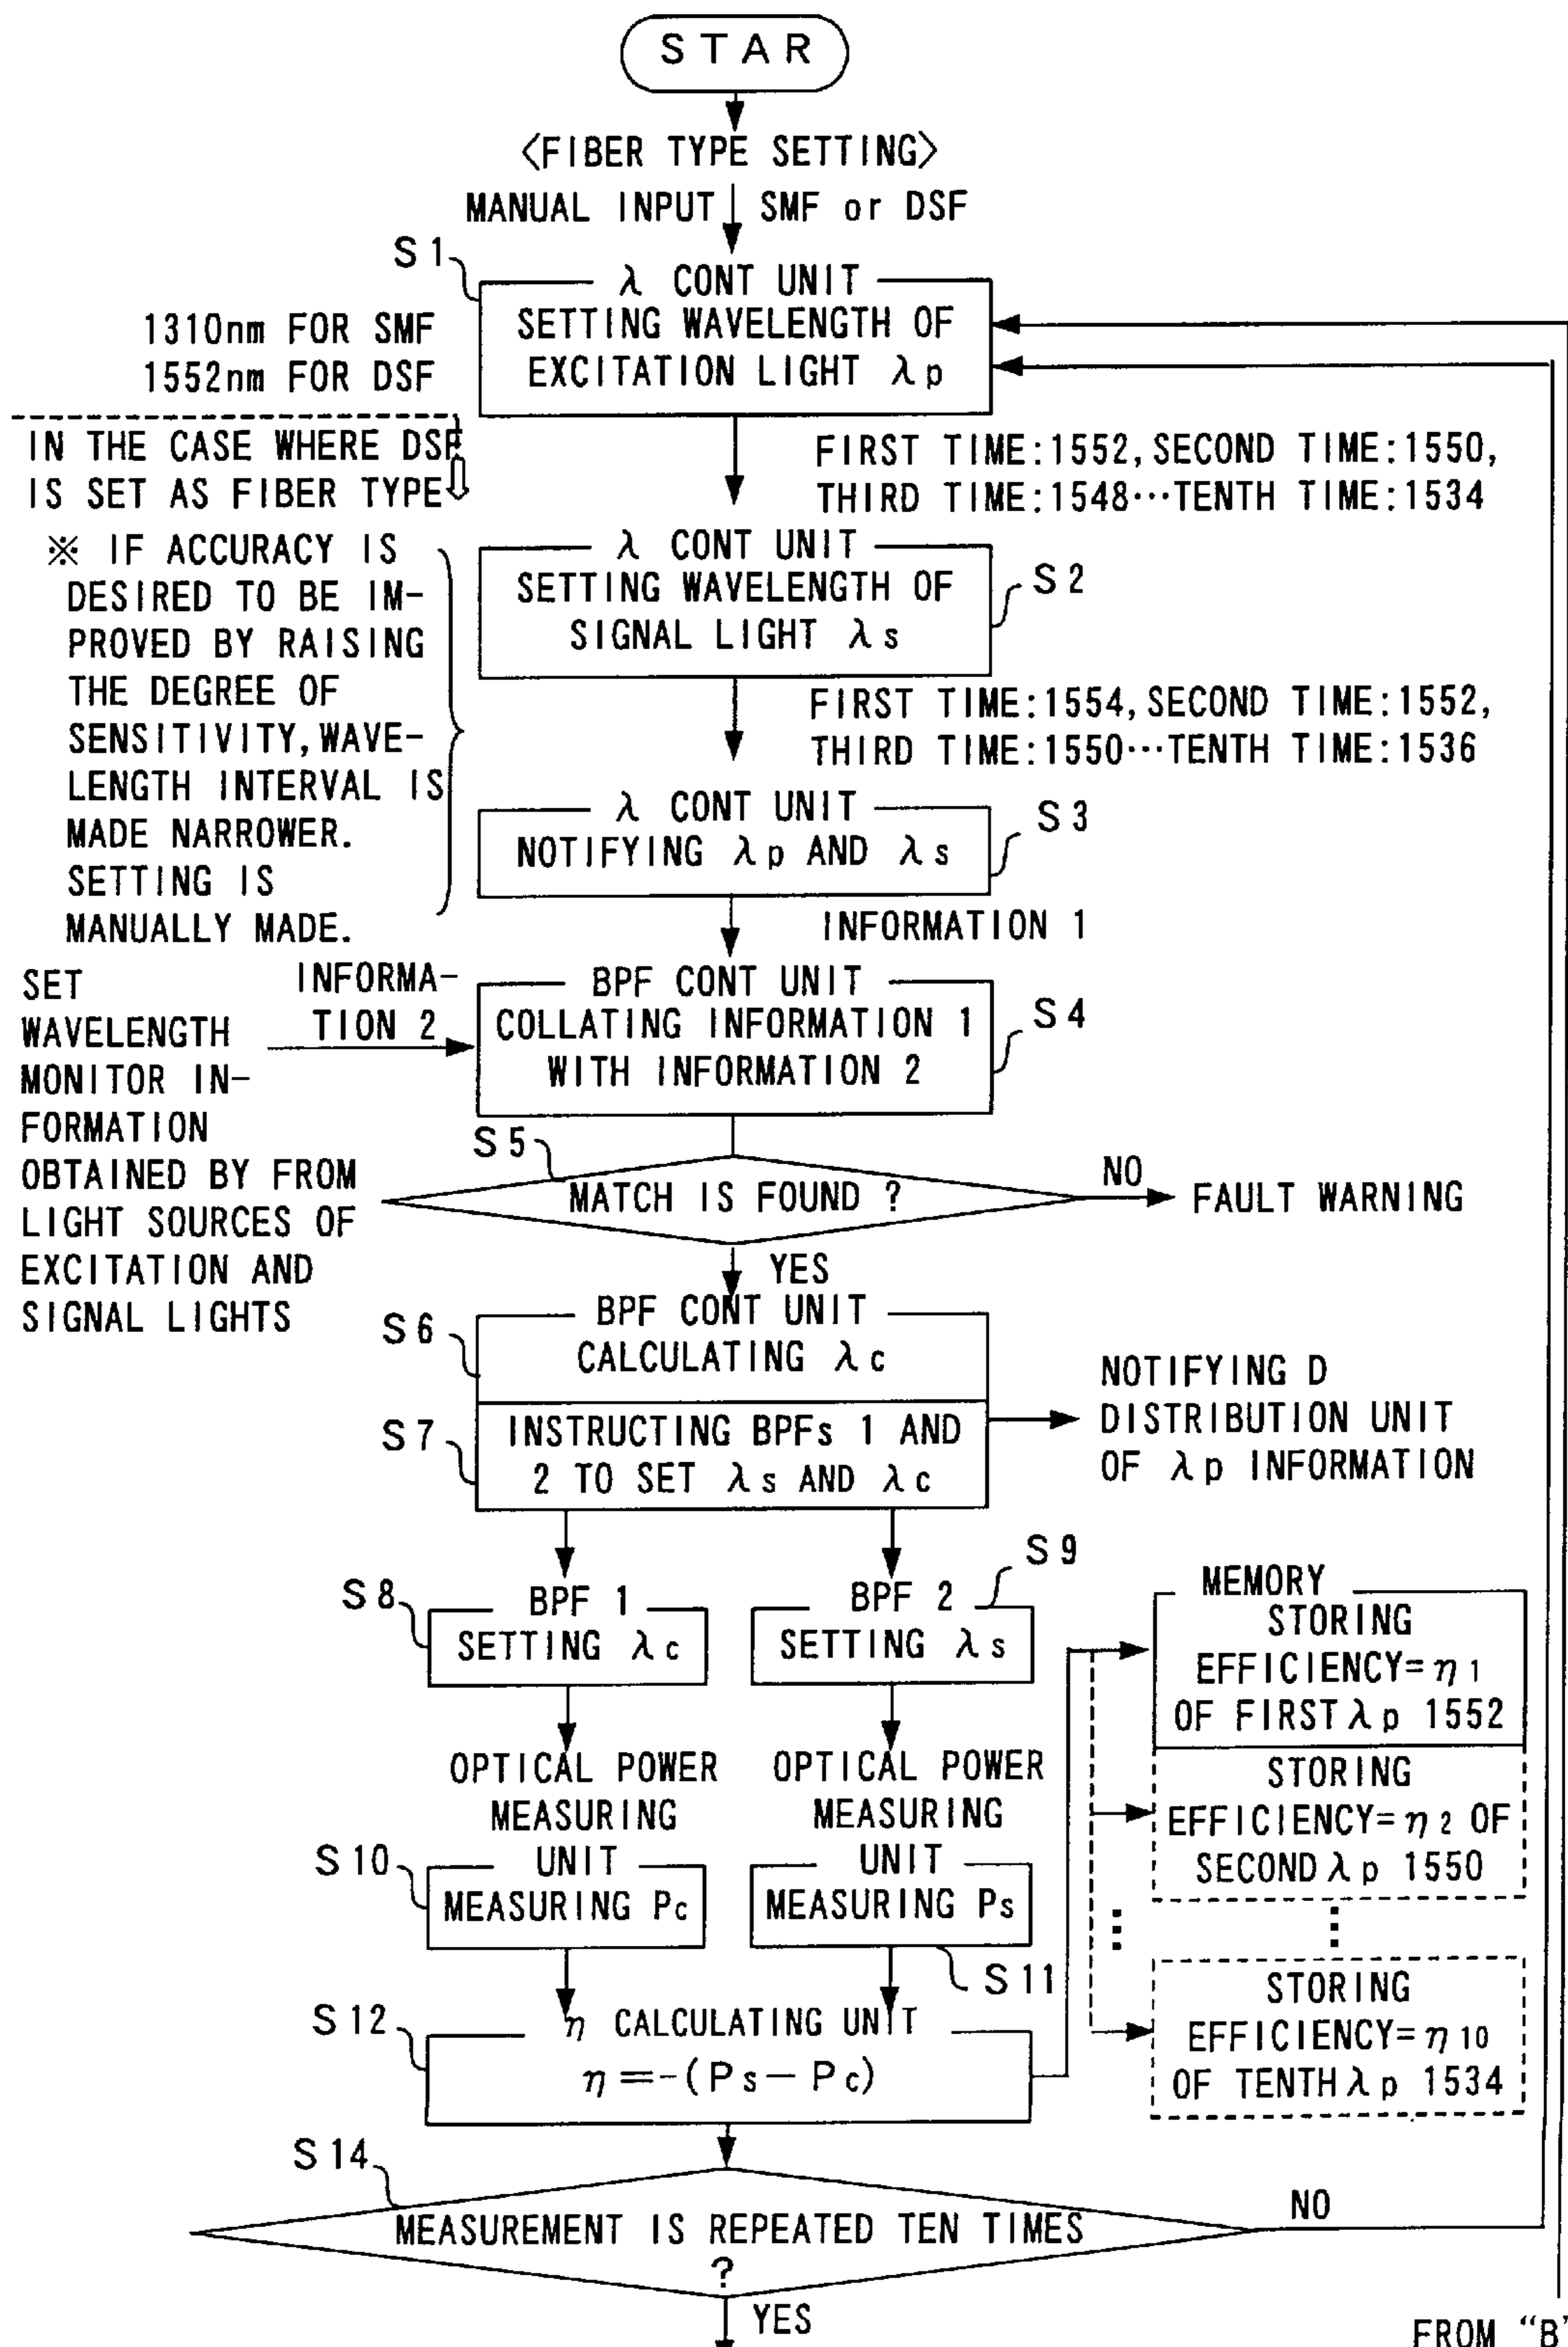 STAR
<FIBER TYPE SETTING>
MANUAL INPUT SMF or DSF
S1
λ CONT UNIT
SETTING WAVELENGTH OF
EXCITATION LIGHT λp
1310nm FOR SMF
1552nm FOR DSF
IN THE CASE WHERE DSF
IS SET AS FIBER TYPE
FIRST TIME:1552, SECOND TIME:1550,
THIRD TIME:1548···TENTH TIME:1534
※ IF ACCURACY IS
DESIRED TO BE IM-
PROVED BY RAISING
THE DEGREE OF
SENSITIVITY, WAVE-
LENGTH INTERVAL IS
MADE NARROWER.
SETTING IS
MANUALLY MADE.
λ CONT UNIT
SETTING WAVELENGTH OF
SIGNAL LIGHT λs
S2
FIRST TIME:1554, SECOND TIME:1552,
THIRD TIME:1550···TENTH TIME:1536
λ CONT UNIT
NOTIFYING λp AND λs
S3
INFORMATION 1
SET
WAVELENGTH
MONITOR IN-
FORMATION
OBTAINED BY FROM
LIGHT SOURCES OF
EXCITATION AND
SIGNAL LIGHTS
INFORMA-
TION 2
BPF CONT UNIT
COLLATING INFORMATION 1
WITH INFORMATION 2
S4
S5
MATCH IS FOUND ?
NO
FAULT WARNING
YES
S6
BPF CONT UNIT
CALCULATING λc
S7
INSTRUCTING BPFs 1 AND
2 TO SET λs AND λc
NOTIFYING D
DISTRIBUTION UNIT
OF λp INFORMATION
S8
BPF 1
SETTING λc
S9
BPF 2
SETTING λs
MEMORY
STORING
EFFICIENCY=η1
OF FIRST λp 1552
STORING
EFFICIENCY=η2 OF
SECOND λp 1550
⋮ ⋮
STORING
EFFICIENCY=η10
OF TENTH λp 1534
OPTICAL POWER
MEASURING
UNIT
S10
MEASURING Pc
OPTICAL POWER
MEASURING
UNIT
MEASURING Ps
S11
S12
η CALCULATING UNIT
η=-(Ps-Pc)
S14
MEASUREMENT IS REPEATED TEN TIMES
?
NO
YES
FROM "B"